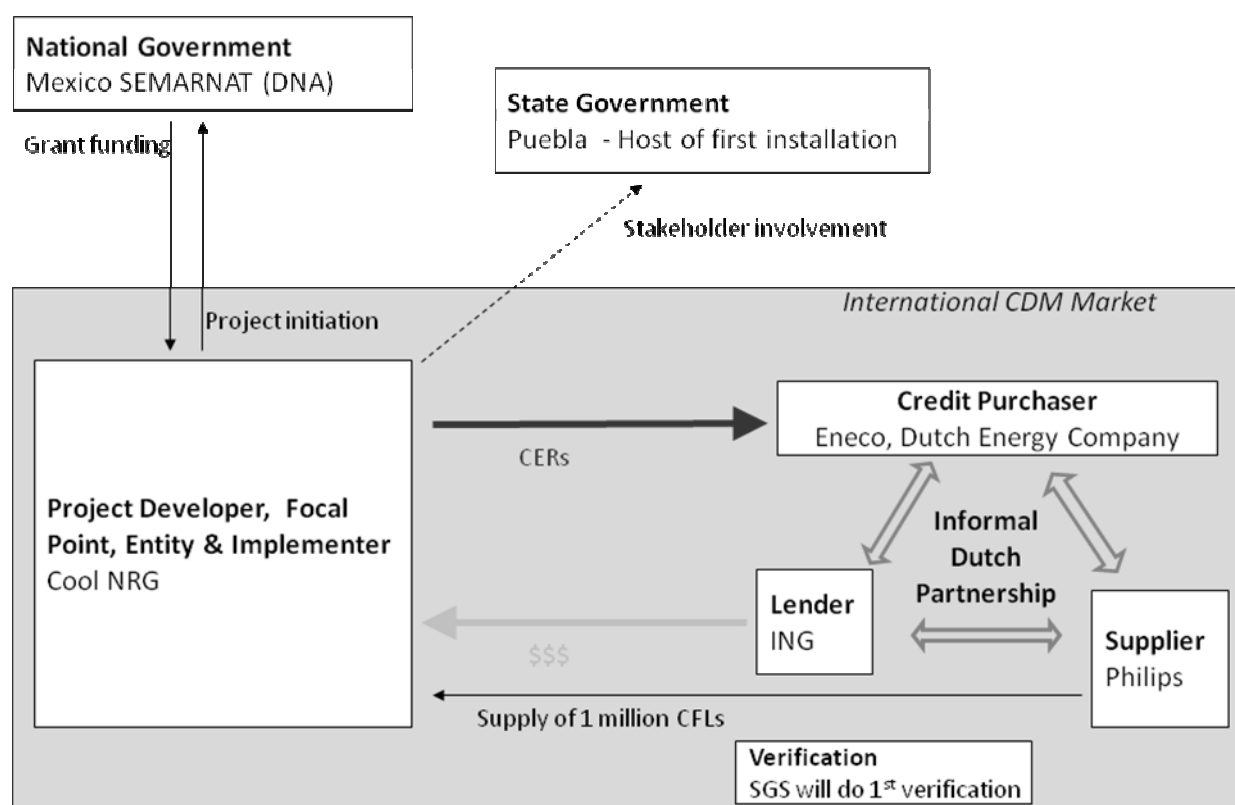 National Government
Mexico SEMARNAT (DNA)
State Government
Puebla - Host of first installation
Grant funding
Stakeholder involvement
International CDM Market
Project initiation
Credit Purchaser
Eneco, Dutch Energy Company
CERs
Project Developer, Focal
Point, Entity & Implementer
Cool NRG
Informal
Dutch
Partnership
Lender
ING
Supplier
Philips
$$$
Supply of 1 million CFLs
Verification
SGS will do 1st verification